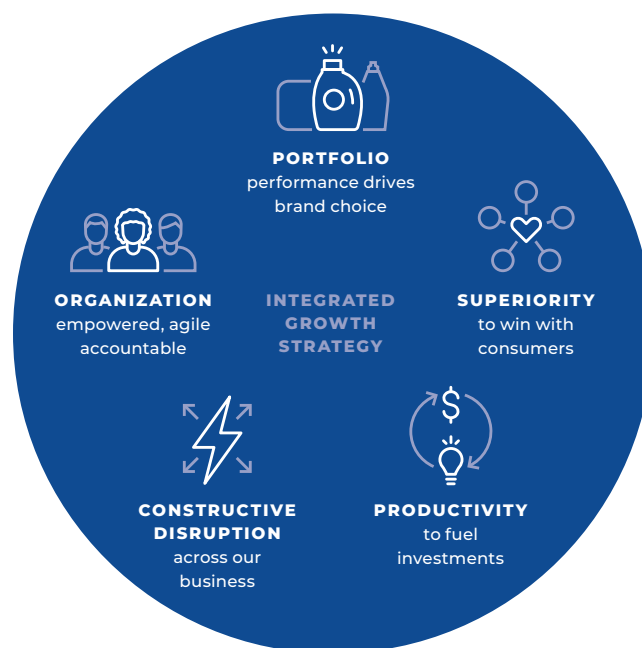 PORTFOLIO
performance drives
brand choice
ORGANIZATION
empowered, agile
accountable
INTEGRATED
GROWTH
STRATEGY
SUPERIORITY
to win with
consumers
CONSTRUCTIVE
DISRUPTION
across our
business
$
PRODUCTIVITY
to fuel
investments